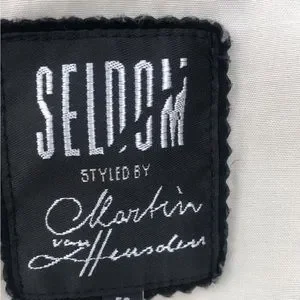 SELDOM
STYLED BY
Martin
van Heusden